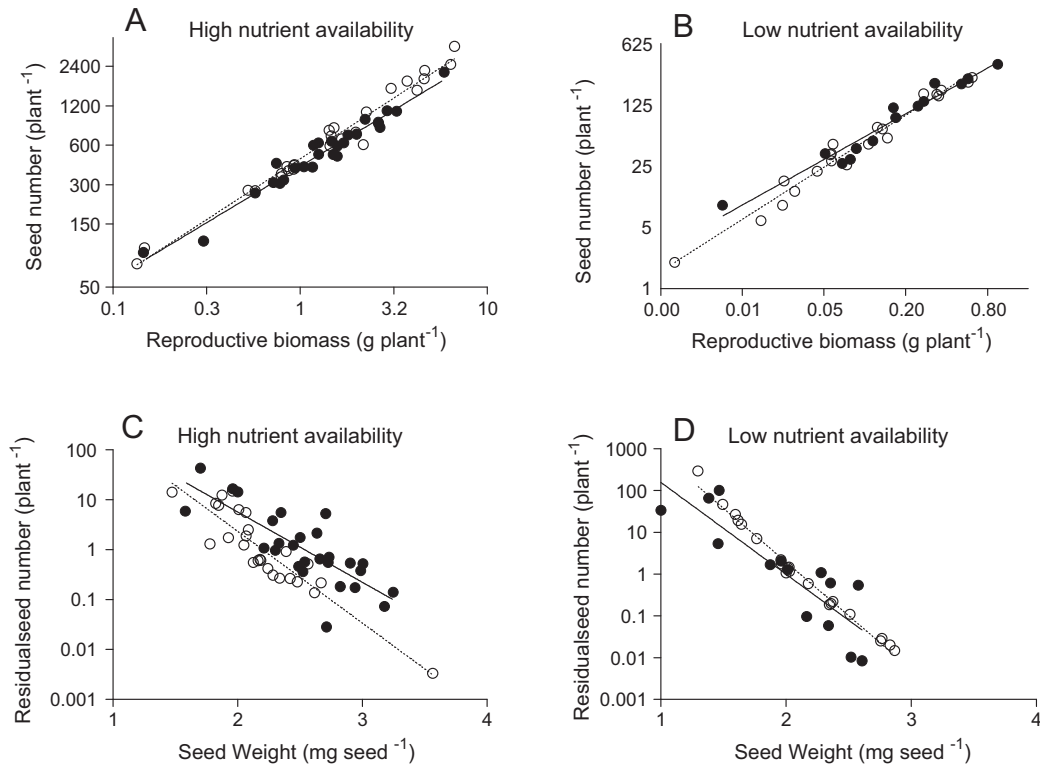 A
High nutrient availability
Seed number (plant⁻¹)
2400
1200
600
300
150
50
0.1
0.3
1
3.2
10
Reproductive biomass (g plant⁻¹)
B
Low nutrient availability
Seed number (plant⁻¹)
625
125
25
5
1
0.00
0.01
0.05
0.20
0.80
Reproductive biomass (g plant⁻¹)
C
High nutrient availability
Residualseed number (plant⁻¹)
100
10
1
0.1
0.01
0.001
1
2
3
4
Seed Weight (mg seed ⁻¹)
D
Low nutrient availability
Residualseed number (plant⁻¹)
1000
100
10
1
0.1
0.01
0.001
1
2
3
4
Seed Weight (mg seed ⁻¹)